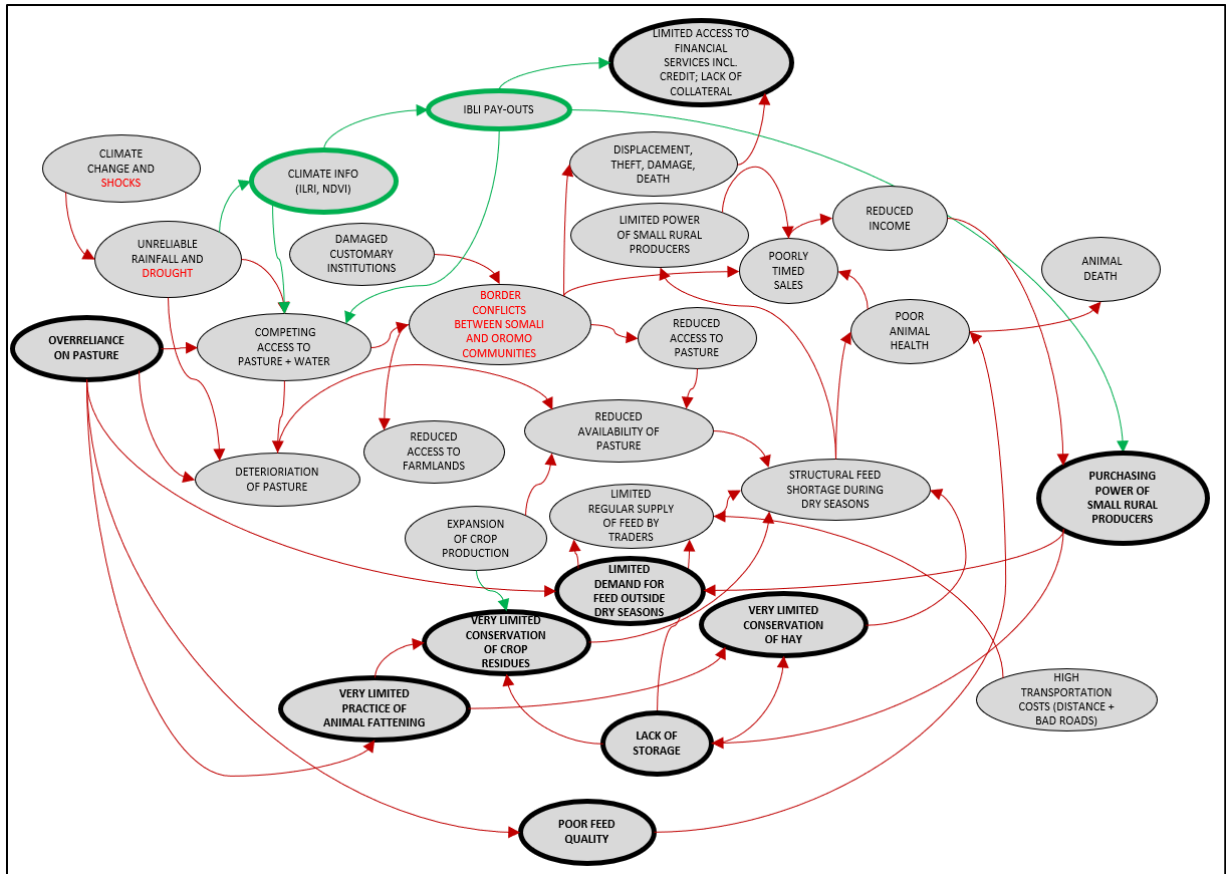 LIMITED ACCESS TO
FINANCIAL
SERVICES INCL.
CREDIT; LACK OF
COLLATERAL
IBLI PAY-OUTS
CLIMATE
CHANGE AND
SHOCKS
CLIMATE INFO
(ILRI, NDVI)
DISPLACEMENT,
THEFT, DAMAGE,
DEATH
LIMITED POWER
OF SMALL RURAL
PRODUCERS
REDUCED
INCOME
UNRELIABLE
RAINFALL AND
DROUGHT
DAMAGED
CUSTOMARY
INSTITUTIONS
POORLY
TIMED
SALES
ANIMAL
DEATH
OVERRELIANCE
ON PASTURE
COMPETING
ACCESS TO
PASTURE + WATER
BORDER
CONFLICTS
BETWEEN SOMALI
AND OROMO
COMMUNITIES
REDUCED
ACCESS TO
PASTURE
POOR
ANIMAL
HEALTH
DETERIORATION
OF PASTURE
REDUCED
ACCESS TO
FARMLANDS
REDUCED
AVAILABILITY OF
PASTURE
STRUCTURAL FEED
SHORTAGE DURING
DRY SEASONS
PURCHASING
POWER OF
SMALL RURAL
PRODUCERS
EXPANSION
OF CROP
PRODUCTION
LIMITED
REGULAR SUPPLY
OF FEED BY
TRADERS
LIMITED
DEMAND FOR
FEED OUTSIDE
DRY SEASONS
VERY LIMITED
CONSERVATION
OF CROP
RESIDUES
VERY LIMITED
CONSERVATION
OF HAY
VERY LIMITED
PRACTICE OF
ANIMAL FATTENING
LACK OF
STORAGE
HIGH
TRANSPORTATION
COSTS (DISTANCE +
BAD ROADS)
POOR FEED
QUALITY